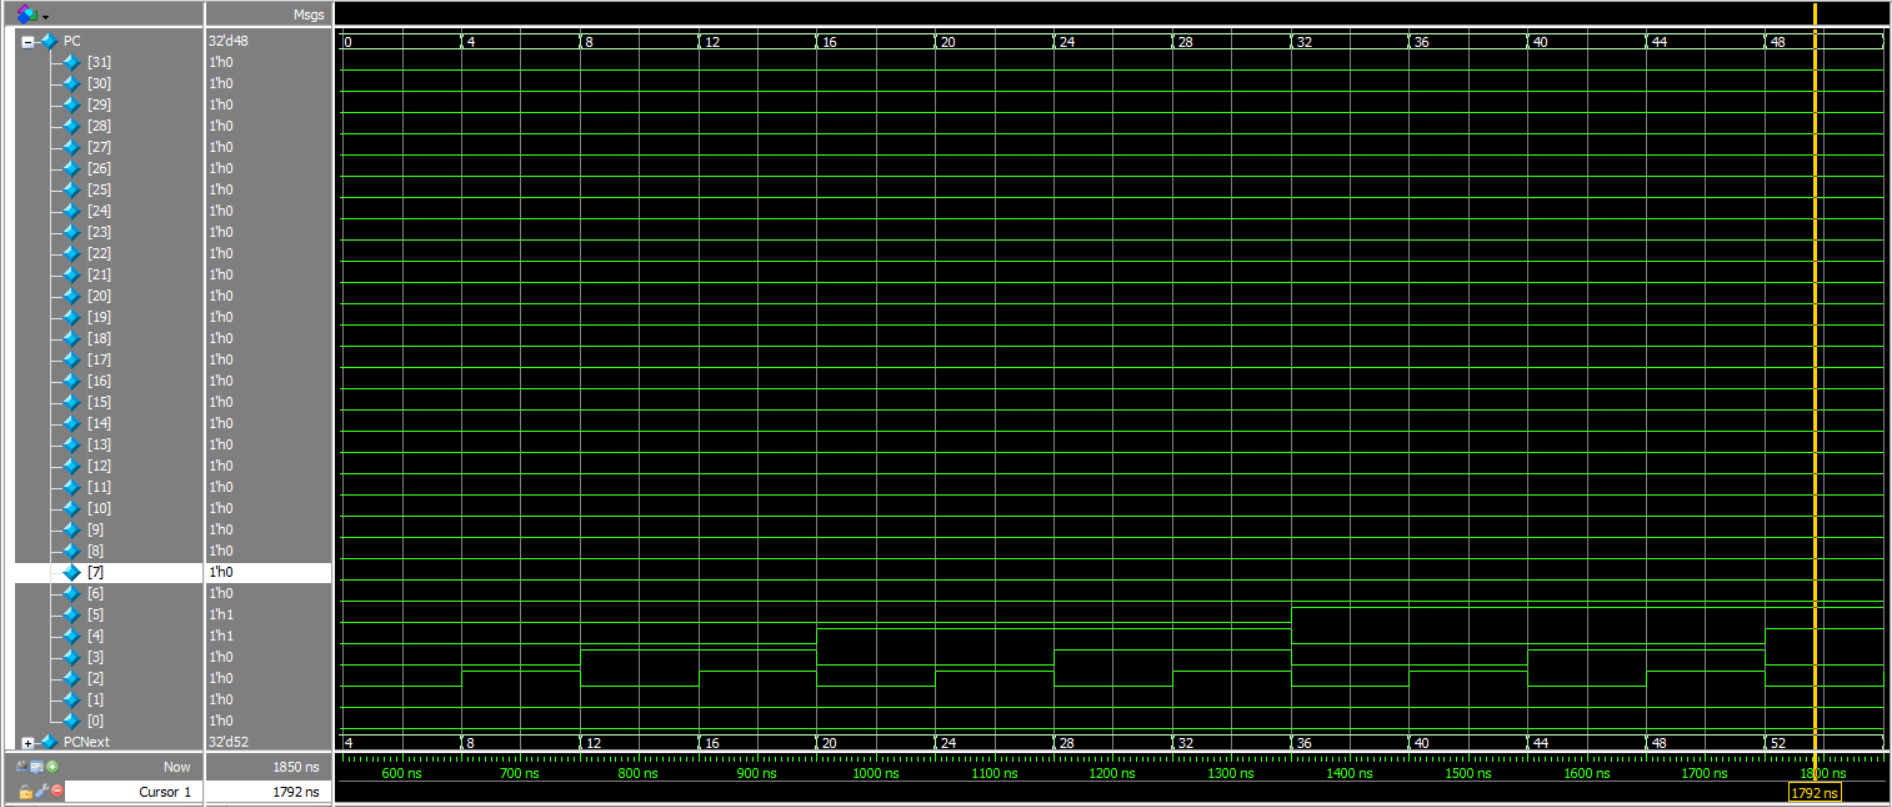 Msgs
PC 32'd48 0 4 8 12 16 20 24 28 32 36 40 44 48
[31] 1'h0
[30] 1'h0
[29] 1'h0
[28] 1'h0
[27] 1'h0
[26] 1'h0
[25] 1'h0
[24] 1'h0
[23] 1'h0
[22] 1'h0
[21] 1'h0
[20] 1'h0
[19] 1'h0
[18] 1'h0
[17] 1'h0
[16] 1'h0
[15] 1'h0
[14] 1'h0
[13] 1'h0
[12] 1'h0
[11] 1'h0
[10] 1'h0
[9] 1'h0
[8] 1'h0
[7] 1'h0
[6] 1'h0
[5] 1'h1
[4] 1'h1
[3] 1'h0
[2] 1'h0
[1] 1'h0
[0] 1'h0
PCNext 32'd52 4 8 12 16 20 24 28 32 36 40 44 48 52
Now 1850 ns 600 ns 700 ns 800 ns 900 ns 1000 ns 1100 ns 1200 ns 1300 ns 1400 ns 1500 ns 1600 ns 1700 ns 1800 ns
Cursor 1 1792 ns 1792 ns